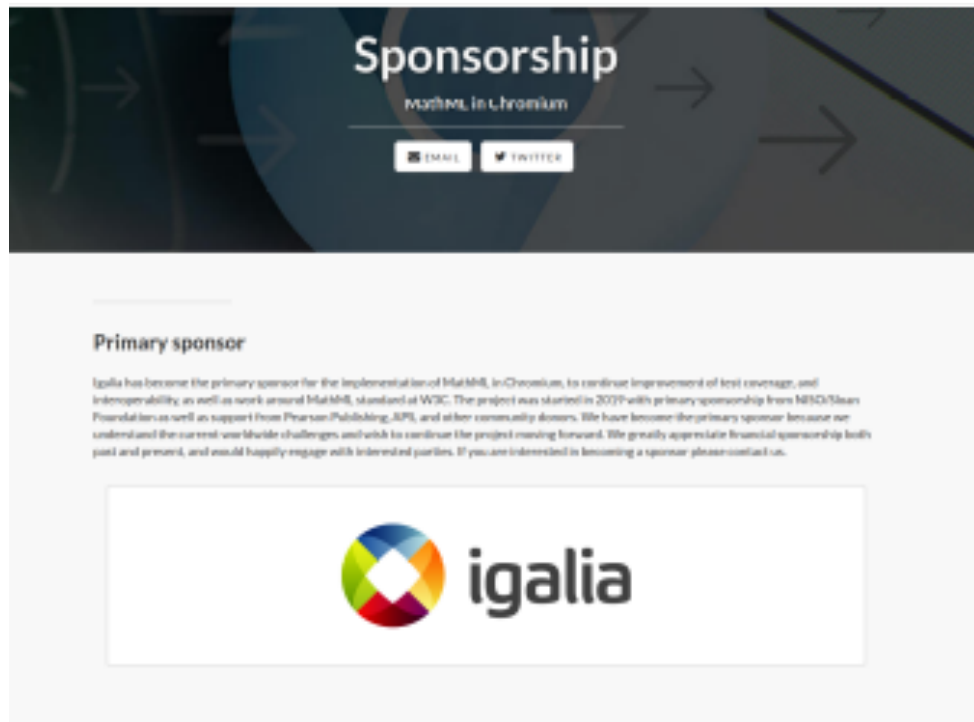 Sponsorship
MathML in Chromium
EMAIL
TWITTER
Primary sponsor
Igalia has become the primary sponsor for the implementation of MathML in Chromium, to continue improvement of test coverage, and
interoperability, as well as work around MathML standard at W3C. The project was started in 2019 with primary sponsorship from NISO/Sloan
Foundation as well as support from Pearson Publishing, APS, and other community donors. We have become the primary sponsor because we
understand the current worldwide challenges and wish to continue the project moving forward. We greatly appreciate financial sponsorship both
past and present, and would happily engage with interested parties. If you are interested in becoming a sponsor please contact us.
igalia